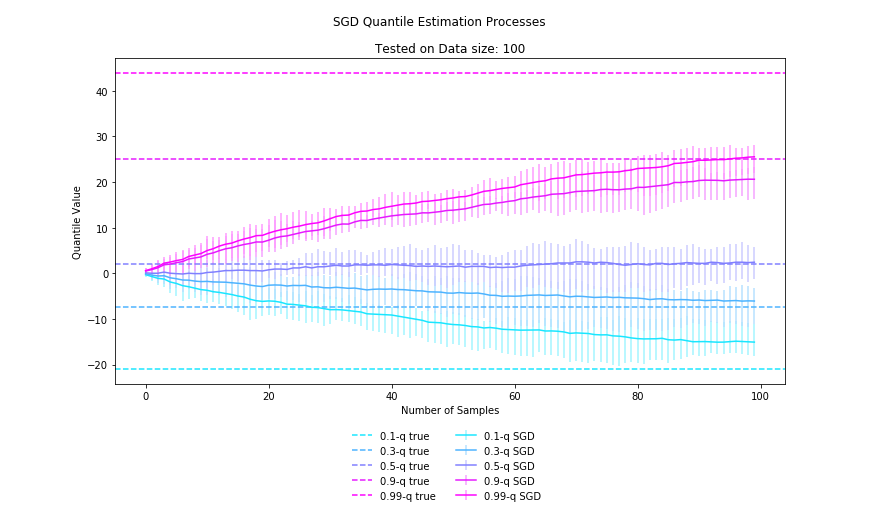 SGD Quantile Estimation Processes
Tested on Data size: 100
40
30
20
10
0
−10
−20
Quantile Value
0 20 40 60 80 100
Number of Samples
0.1-q true 0.1-q SGD
0.3-q true 0.3-q SGD
0.5-q true 0.5-q SGD
0.9-q true 0.9-q SGD
0.99-q true 0.99-q SGD